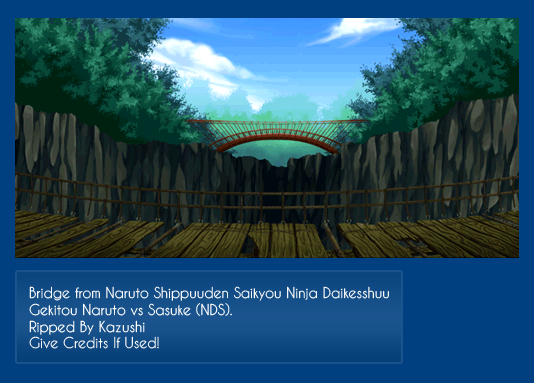 Bridge from Naruto Shippuuden Saikyou Ninja Daikesshuu
Gekitou Naruto vs Sasuke (NDS).
Ripped By Kazushi
Give Credits If Used!